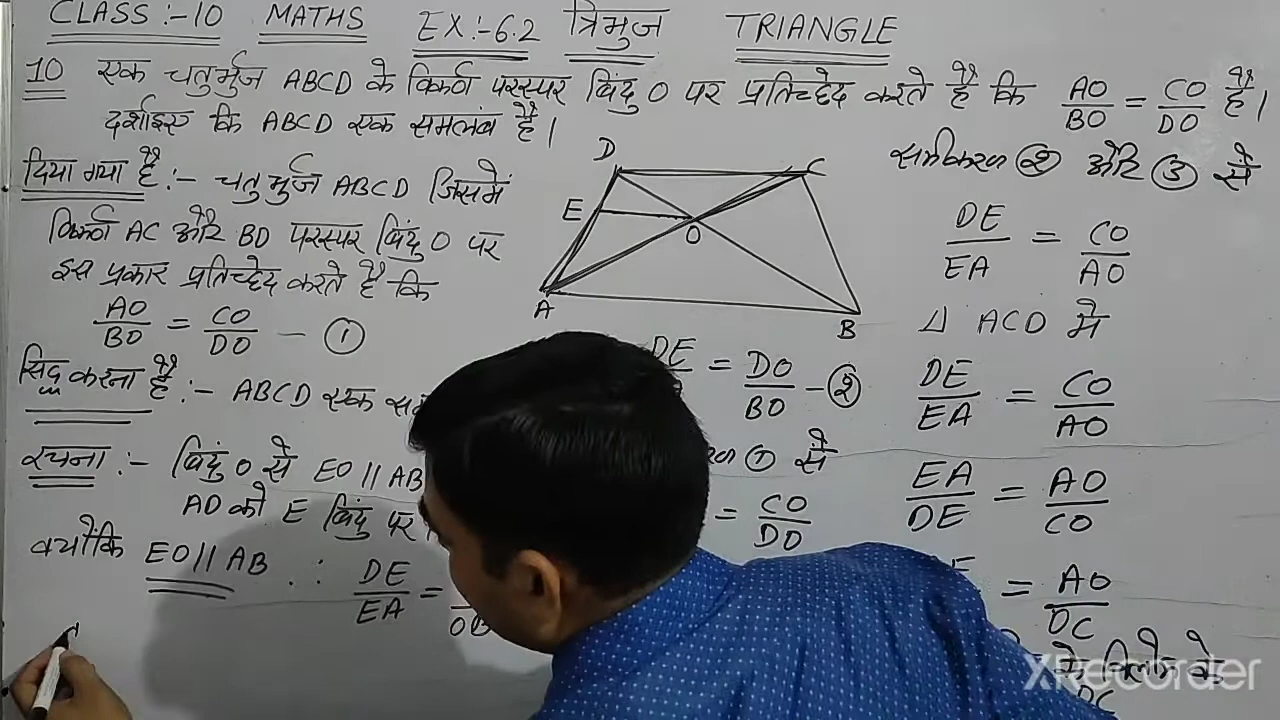 CLASS :- 10 MATHS EX :- 6.2 त्रिभुज TRIANGLE
10 एक चतुर्भुज ABCD के विकर्ण परस्पर बिंदु O पर प्रतिच्छेद करते हैं कि AO/BO = CO/DO है।
दर्शाइए कि ABCD एक समलंब है।
दिया गया है :- चतुर्भुज ABCD जिसमें
विकर्ण AC और BD परस्पर बिंदु O पर
इस प्रकार प्रतिच्छेद करते हैं कि
AO/BO = CO/DO — ①
सिद्ध करना है :- ABCD एक
रचना :- बिंदु O से EO || AB
AD को E बिंदु पर
क्योंकि EO || AB ∴ DE/EA =
OB
D C
E O
A B
DE = DO/BO — ②
① से
= CO/DO
समीकरण ② और ③ से
DE/EA = CO/AO
Δ ACD में
DE/EA = CO/AO
EA/DE = AO/CO
= AO/OC
के विलोम के
DC
XRecorder